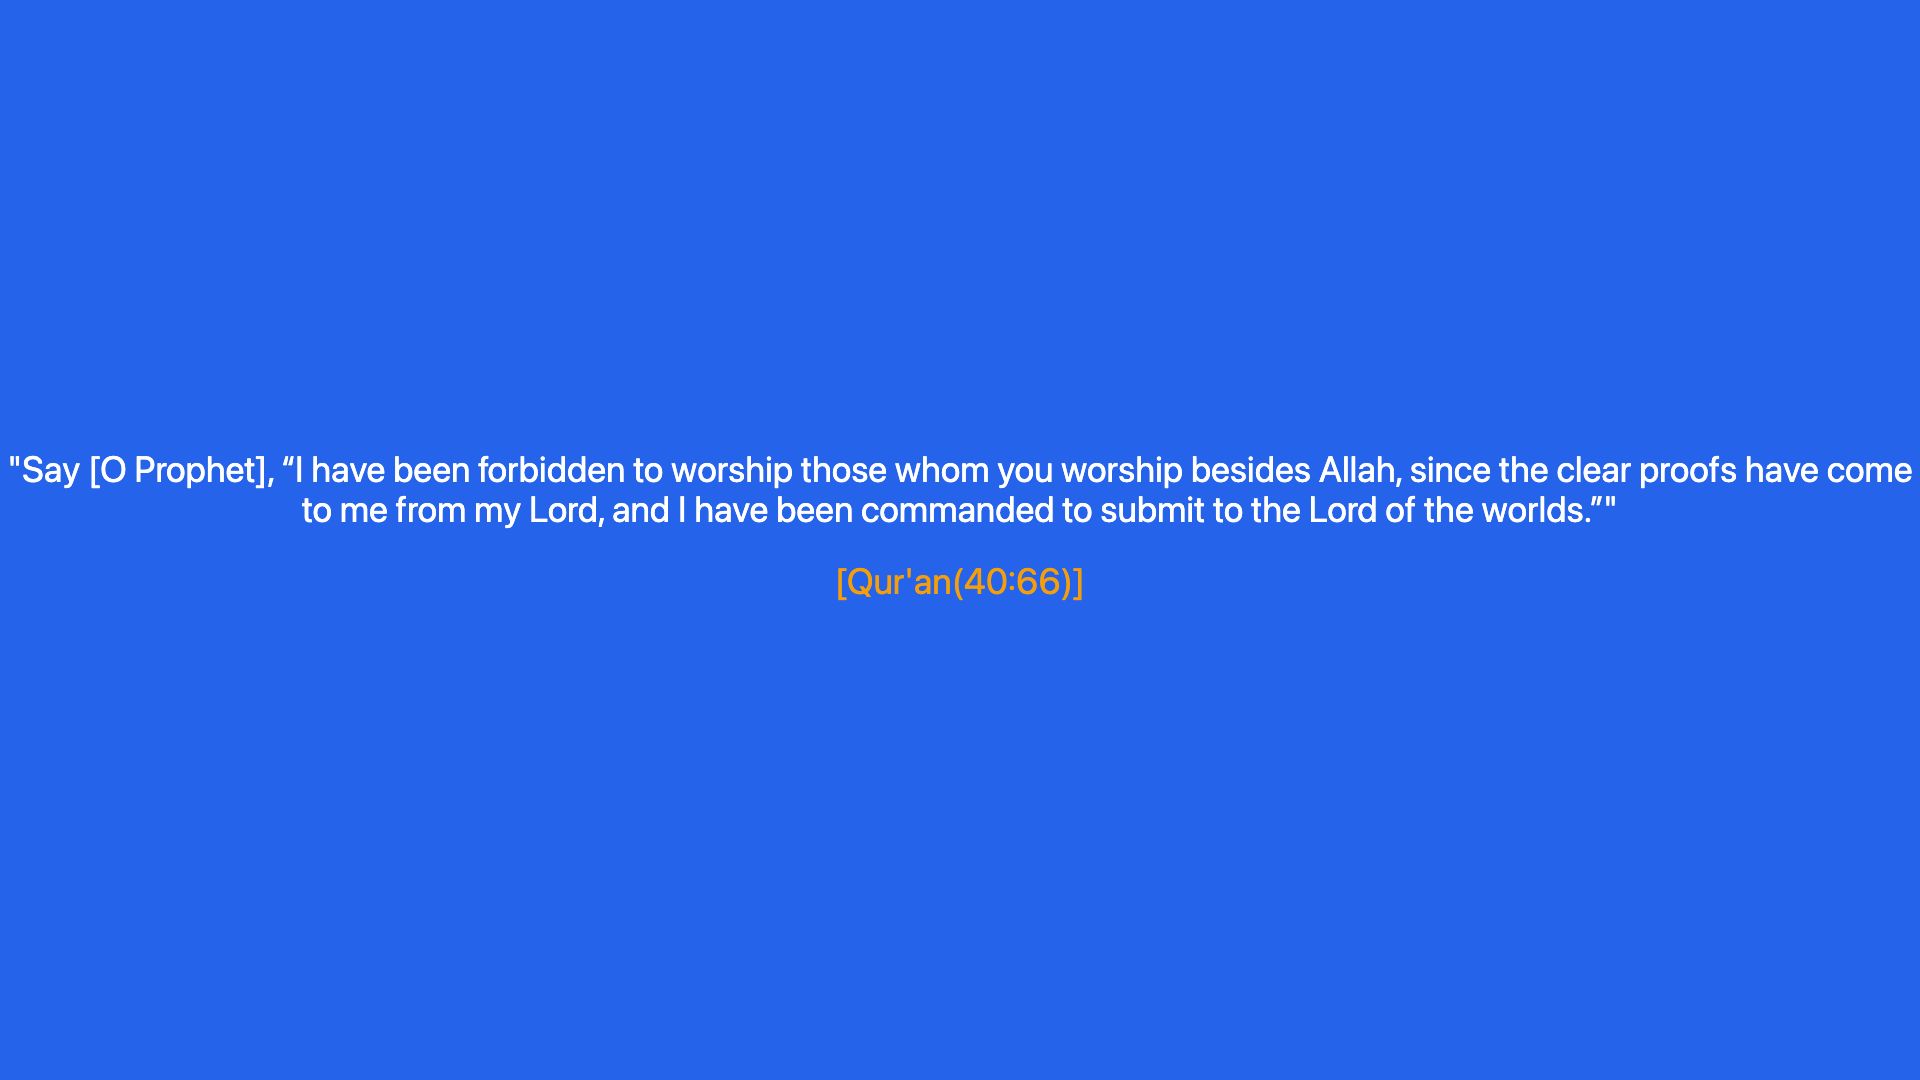 "Say [O Prophet], “I have been forbidden to worship those whom you worship besides Allah, since the clear proofs have come
to me from my Lord, and I have been commanded to submit to the Lord of the worlds.”"
[Qur'an(40:66)]